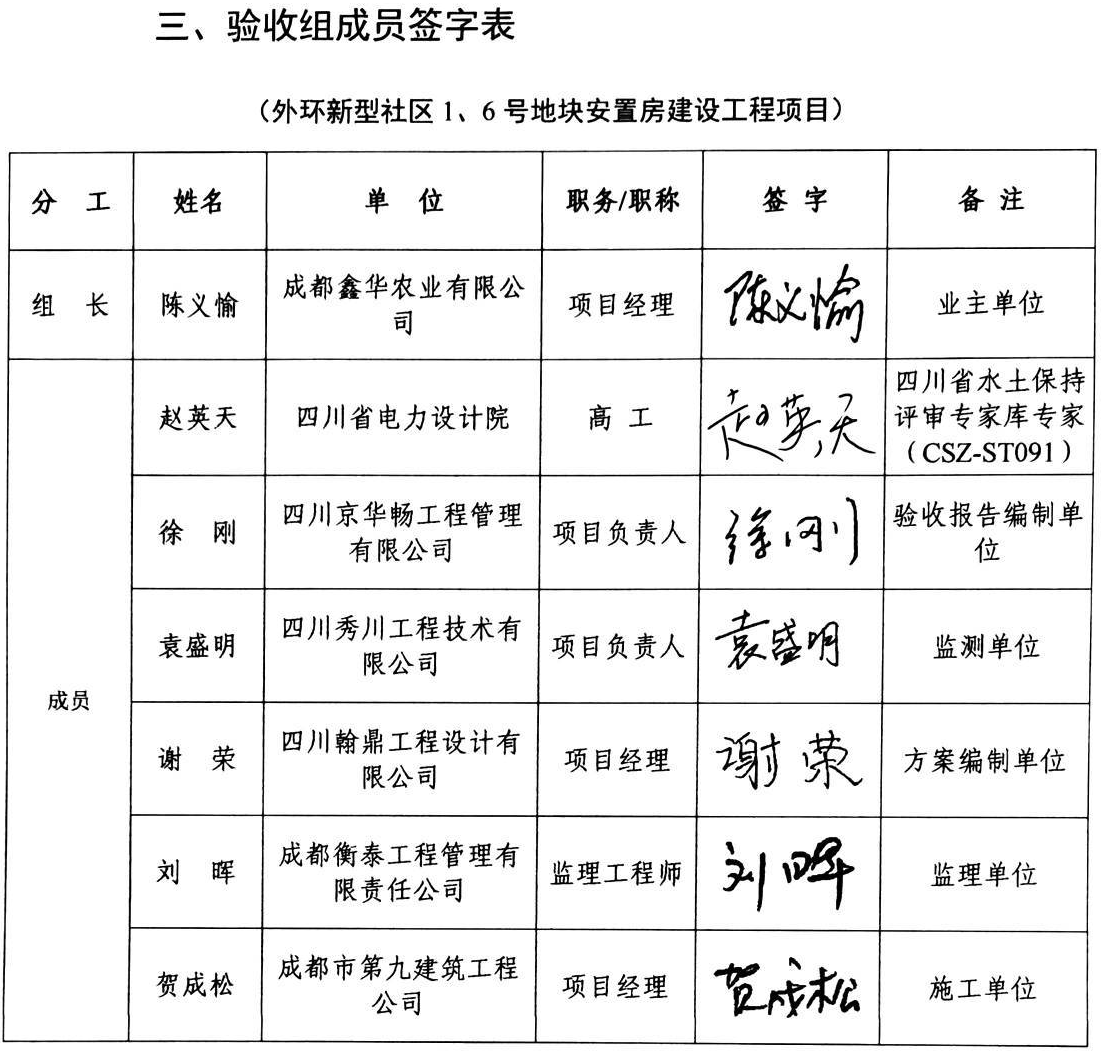 三、验收组成员签字表
（外环新型社区 1、6 号地块安置房建设工程项目）
分 工 姓名 单 位 职务/职称 签 字 备 注
组 长 陈义愉 成都鑫华农业有限公 项目经理 陈义愉 业主单位
司
成员
赵英天 四川省电力设计院 高 工 赵英天 四川省水土保持
评审专家库专家
（CSZ-ST091）
徐 刚 四川京华畅工程管理 项目负责人 徐刚 验收报告编制单
有限公司 位
袁盛明 四川秀川工程技术有 项目负责人 袁盛明 监测单位
限公司
谢 荣 四川翰鼎工程设计有 项目经理 谢荣 方案编制单位
限公司
刘 晖 成都衡泰工程管理有 监理工程师 刘晖 监理单位
限责任公司
贺成松 成都市第九建筑工程 项目经理 贺成松 施工单位
公司